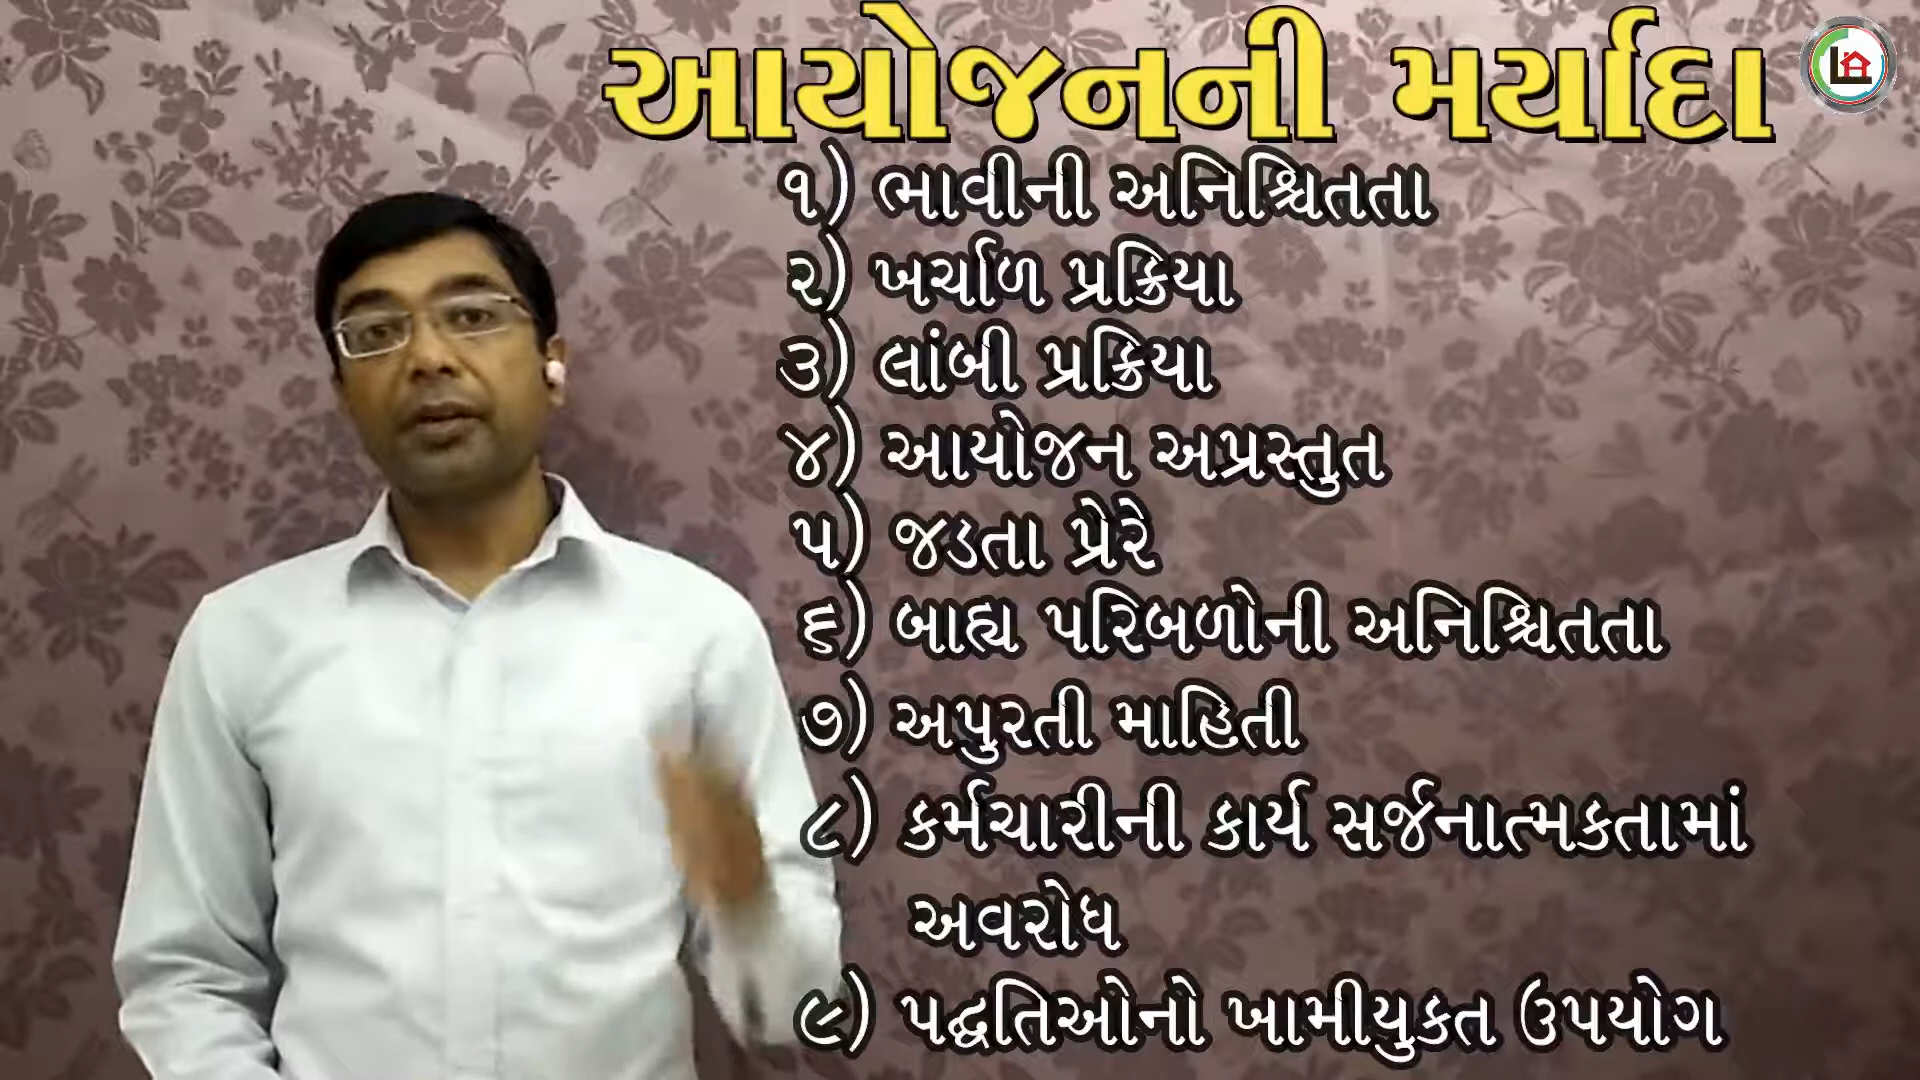 આયોજનની મર્યાદા
૧) ભાવીની અનિશ્ચિતતા
૨) ખર્ચાળ પ્રક્રિયા
૩) લાંબી પ્રક્રિયા
૪) આયોજન અપ્રસ્તુત
૫) જડતા પ્રેરે
૬) બાહ્ય પરિબળોની અનિશ્ચિતતા
૭) અપુરતી માહિતી
૮) કર્મચારીની કાર્ય સર્જનાત્મકતામાં
અવરોધ
૯) પદ્ધતિઓનો ખામીયુકત ઉપયોગ